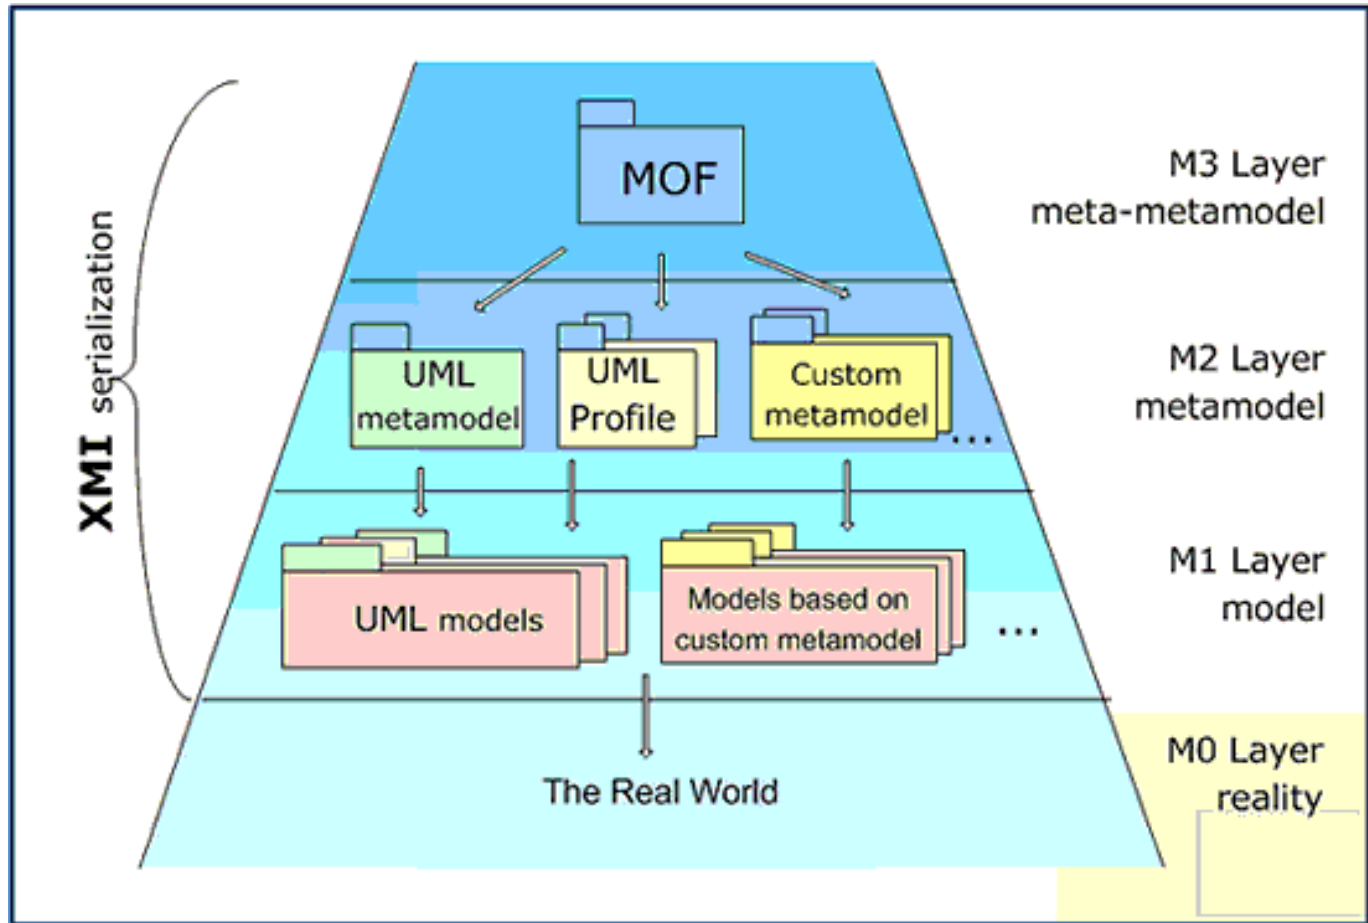 MOF
M3 Layer
meta-metamodel
XMI serialization
UML
metamodel
UML
Profile
Custom
metamodel
...
M2 Layer
metamodel
UML models
Models based on
custom metamodel
...
M1 Layer
model
The Real World
M0 Layer
reality